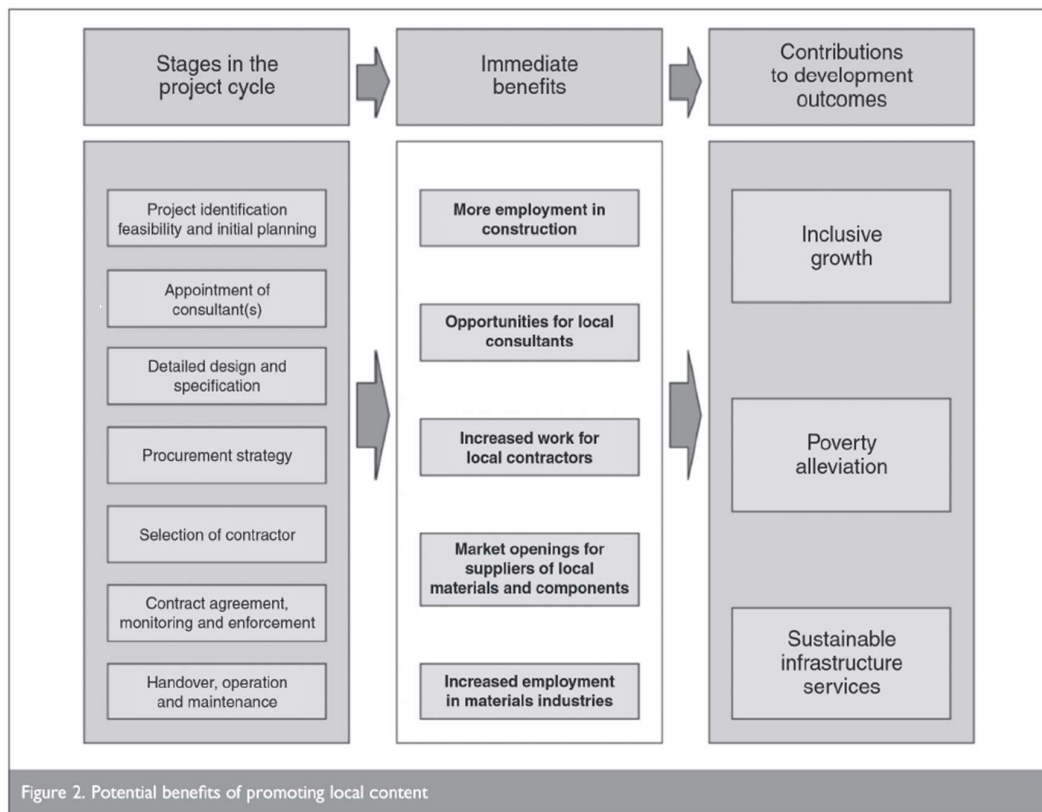 Stages in the
project cycle
Immediate
benefits
Contributions
to development
outcomes
Project identification
feasibility and initial planning
Appointment of
consultant(s)
Detailed design and
specification
Procurement strategy
Selection of contractor
Contract agreement,
monitoring and enforcement
Handover, operation
and maintenance
More employment in
construction
Opportunities for local
consultants
Increased work for
local contractors
Market openings for
suppliers of local
materials and components
Increased employment
in materials industries
Inclusive
growth
Poverty
alleviation
Sustainable
infrastructure
services
Figure 2. Potential benefits of promoting local content